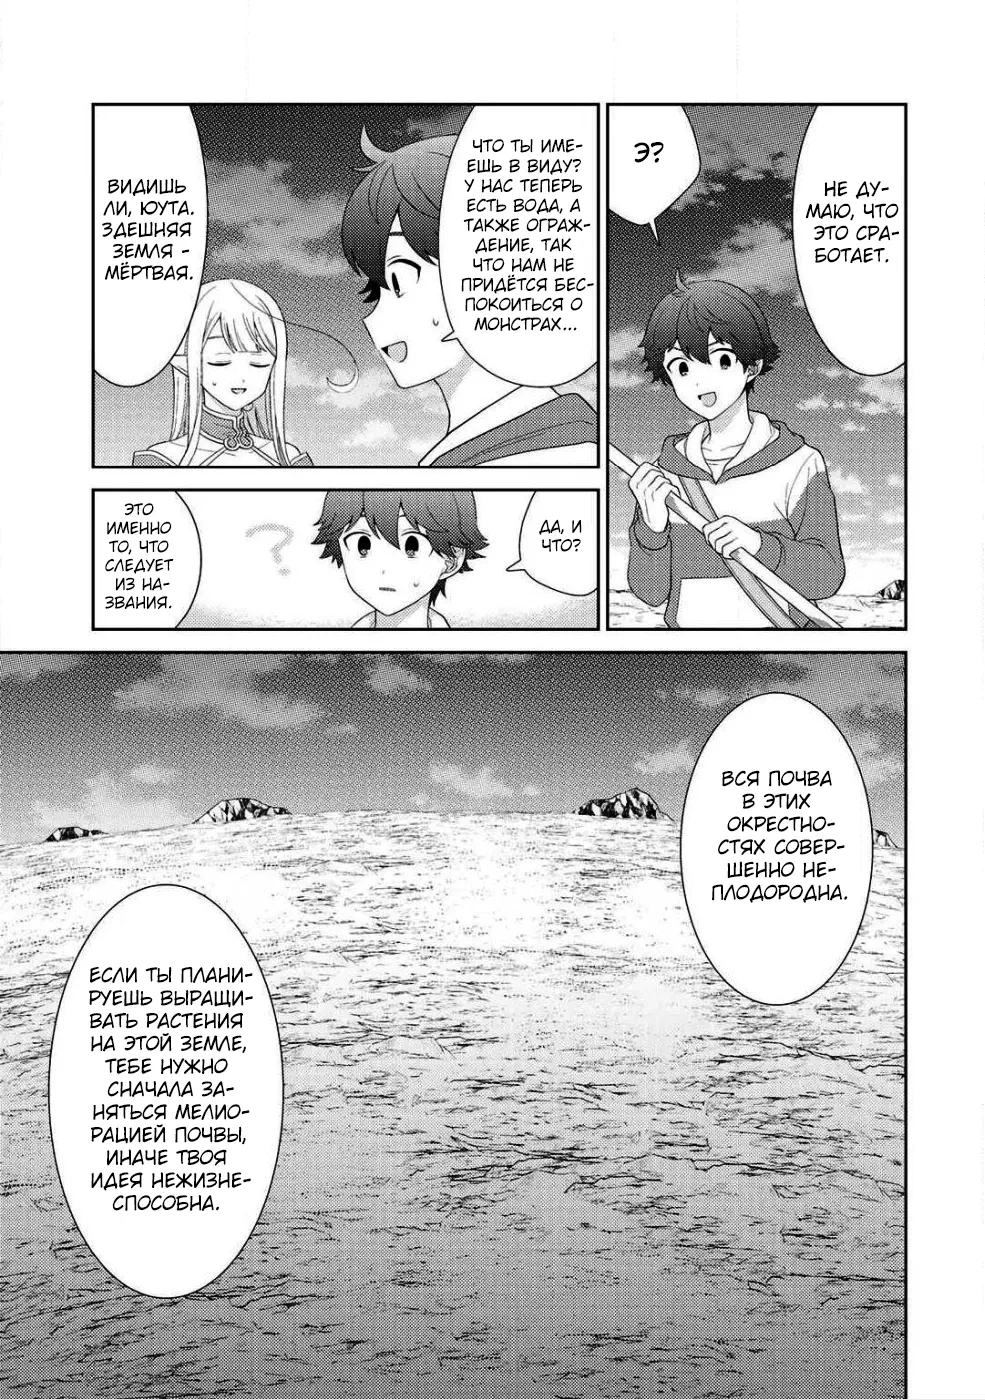 НЕ ДУ-
МАЮ, ЧТО
ЭТО СРА-
БОТАЕТ.
Э?
ЧТО ТЫ ИМЕ-
ЕШЬ В ВИДУ?
У НАС ТЕПЕРЬ
ЕСТЬ ВОДА, А
ТАКЖЕ ОГРАЖ-
ДЕНИЕ, ТАК
ЧТО НАМ НЕ
ПРИДЁТСЯ БЕС-
ПОКОИТЬСЯ О
МОНСТРАХ...
ВИДИШЬ
ЛИ, ЮУТА.
ЗДЕШНЯЯ
ЗЕМЛЯ -
МЁРТВАЯ.
ДА, И
ЧТО?
?
ЭТО
ИМЕННО
ТО, ЧТО
СЛЕДУЕТ
ИЗ НА-
ЗВАНИЯ.
ВСЯ ПОЧВА
В ЭТИХ
ОКРЕСТНО-
СТЯХ СОВЕР-
ШЕННО НЕ-
ПЛОДОРОДНА.
ЕСЛИ ТЫ ПЛАНИ-
РУЕШЬ ВЫРАЩИ-
ВАТЬ РАСТЕНИЯ
НА ЭТОЙ ЗЕМЛЕ,
ТЕБЕ НУЖНО
СНАЧАЛА ЗА-
НЯТЬСЯ МЕЛИО-
РАЦИЕЙ ПОЧВЫ,
ИНАЧЕ ТВОЯ
ИДЕЯ НЕЖИЗНЕ-
СПОСОБНА.